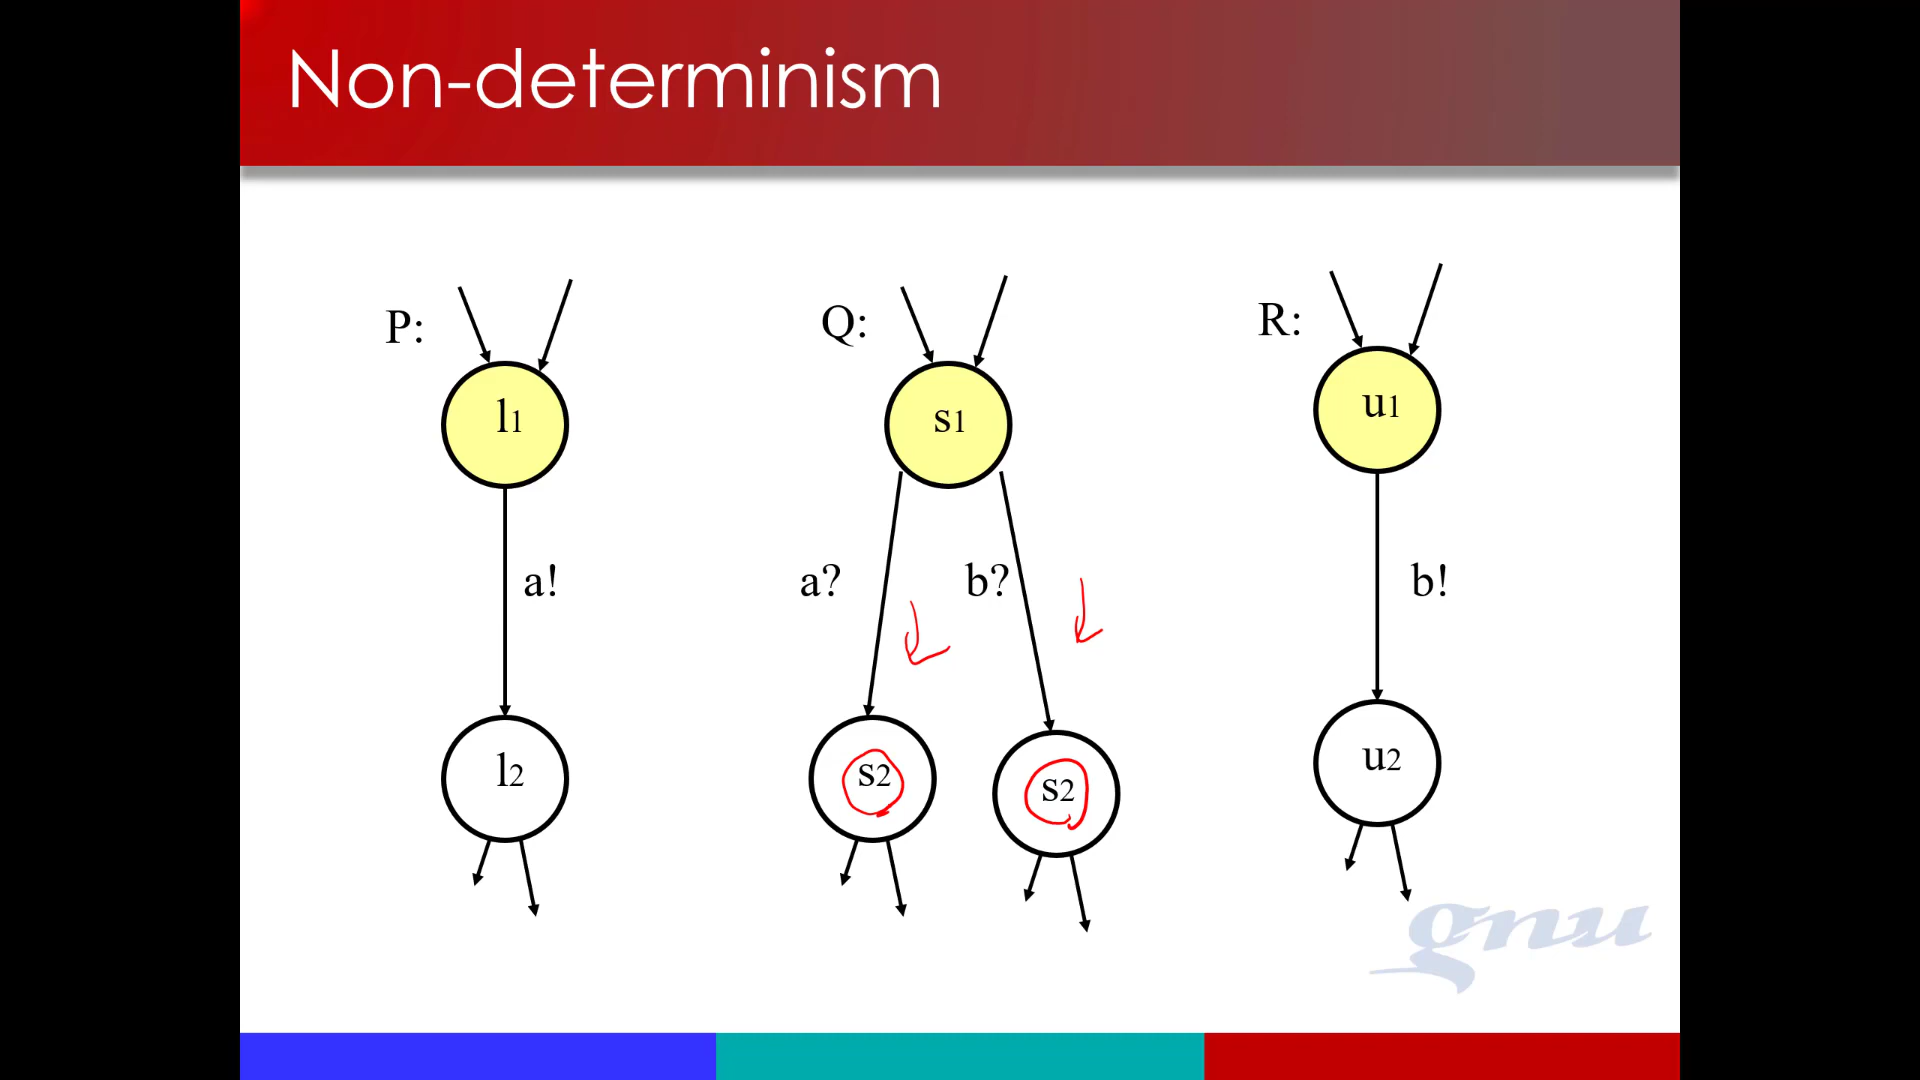 Non-determinism
P:
Q:
R:
l1
s1
u1
a!
a?
b?
b!
l2
s2
s2
u2
gnu